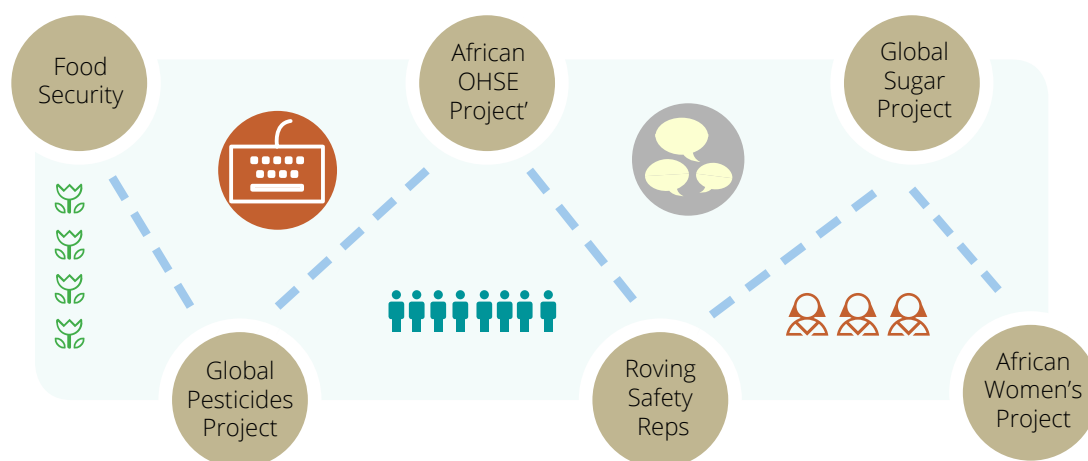 Food
Security
African
OHSE
Project’
Global
Sugar
Project
Global
Pesticides
Project
Roving
Safety
Reps
African
Women’s
Project